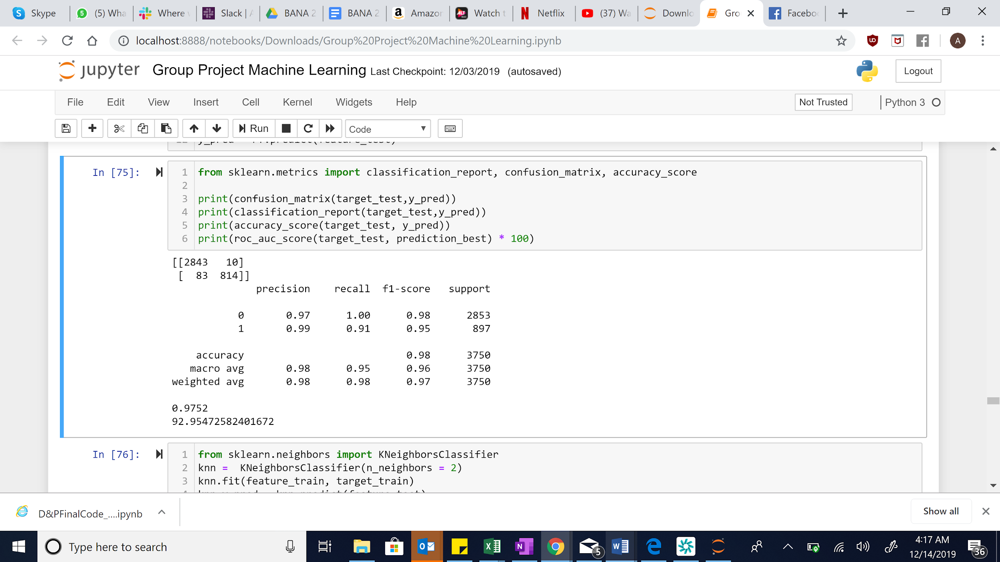 Skype
(5) Wha
Where
Slack | A
BANA 2
BANA 2
Amazor
Watch t
Netflix
(37) Wa
Downlo
Gro
Facebo
localhost:8888/notebooks/Downloads/Group%20Project%20Machine%20Learning.ipynb
A
jupyter Group Project Machine Learning Last Checkpoint: 12/03/2019 (autosaved)
Logout
File Edit View Insert Cell Kernel Widgets Help
Not Trusted
Python 3
Run
Code
12 y_pred rf.predict(feature_test)
In [75]:
1 from sklearn.metrics import classification_report, confusion_matrix, accuracy_score
2
3 print(confusion_matrix(target_test,y_pred))
4 print(classification_report(target_test,y_pred))
5 print(accuracy_score(target_test, y_pred))
6 print(roc_auc_score(target_test, prediction_best) * 100)
[[2843 10]
[ 83 814]]
precision recall f1-score support
0 0.97 1.00 0.98 2853
1 0.99 0.91 0.95 897
accuracy 0.98 3750
macro avg 0.98 0.95 0.96 3750
weighted avg 0.98 0.98 0.97 3750
0.9752
92.95472582401672
In [76]:
1 from sklearn.neighbors import KNeighborsClassifier
2 knn = KNeighborsClassifier(n_neighbors = 2)
3 knn.fit(feature_train, target_train)
D&PFinalCode_....ipynb
Show all
Type here to search
5
4:17 AM
12/14/2019
36